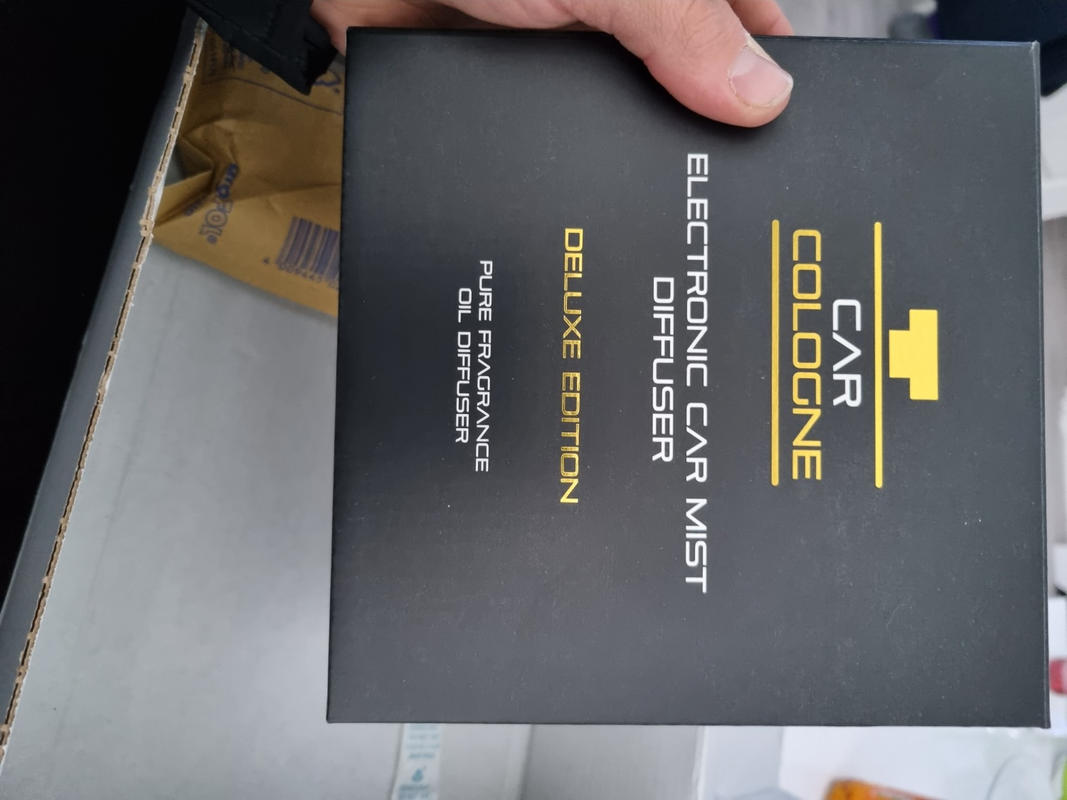 CAR
COLOGNE
ELECTRONIC CAR MIST
DIFFUSER
DELUXE EDITION
PURE FRAGRANCE
OIL DIFFUSER